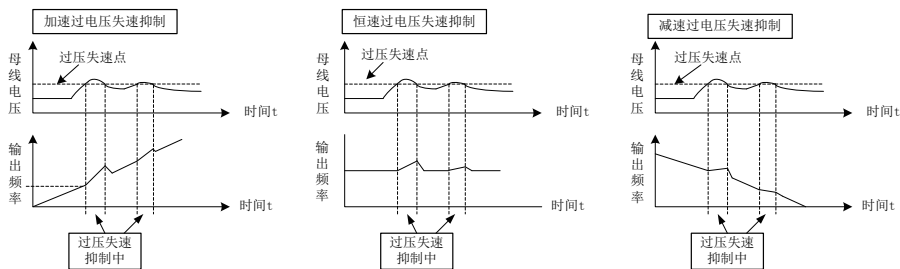 加速过电压失速抑制
母线电压
过压失速点
时间t
输出频率
时间t
过压失速
抑制中
恒速过电压失速抑制
母线电压
过压失速点
时间t
输出频率
时间t
过压失速
抑制中
减速过电压失速抑制
母线电压
过压失速点
时间t
输出频率
时间t
过压失速
抑制中